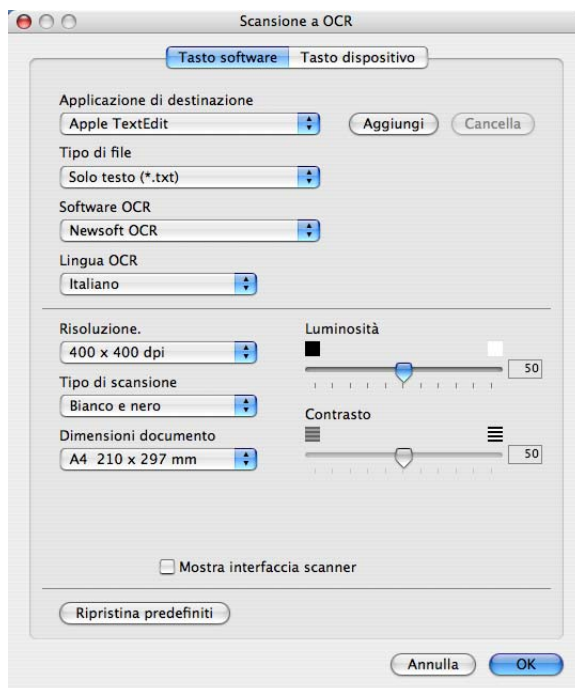 Scansione a OCR
Tasto software Tasto dispositivo
Applicazione di destinazione
Apple TextEdit Aggiungi Cancella
Tipo di file
Solo testo (*.txt)
Software OCR
Newsoft OCR
Lingua OCR
Italiano
Risoluzione. Luminosità
400 x 400 dpi 50
Tipo di scansione
Bianco e nero Contrasto
Dimensioni documento
A4 210 x 297 mm 50
Mostra interfaccia scanner
Ripristina predefiniti
Annulla OK